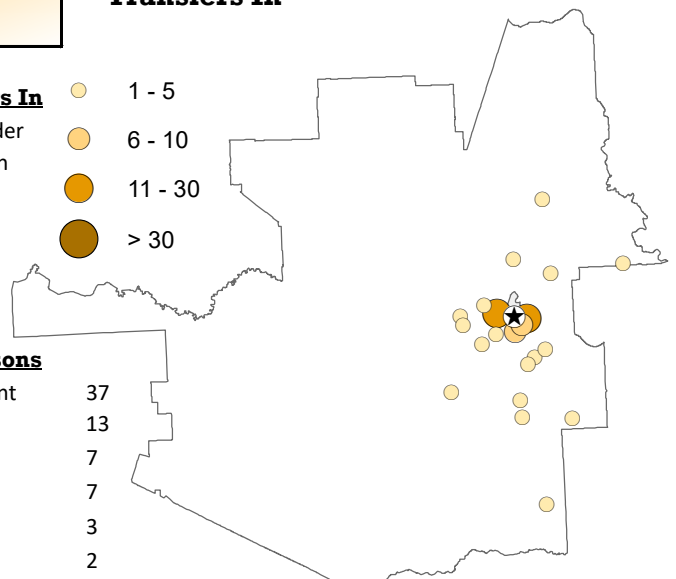 Transfers In
s In
1 - 5
der
6 - 10
n
11 - 30
> 30
sons
nt 37
13
7
7
3
2